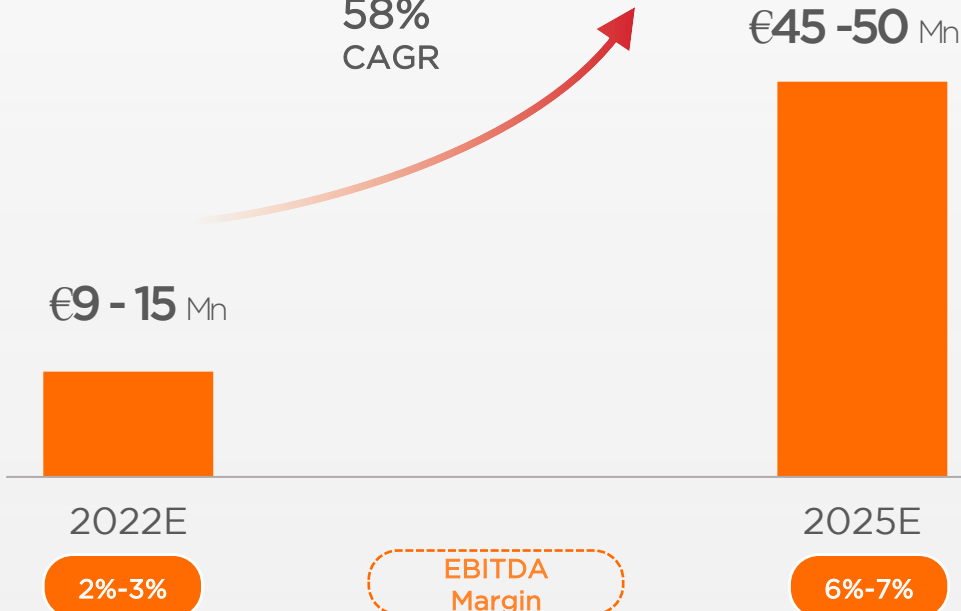 58%
CAGR
€45 -50 Mn
€9 - 15 Mn
2022E
2025E
2%-3%
EBITDA
Margin
6%-7%